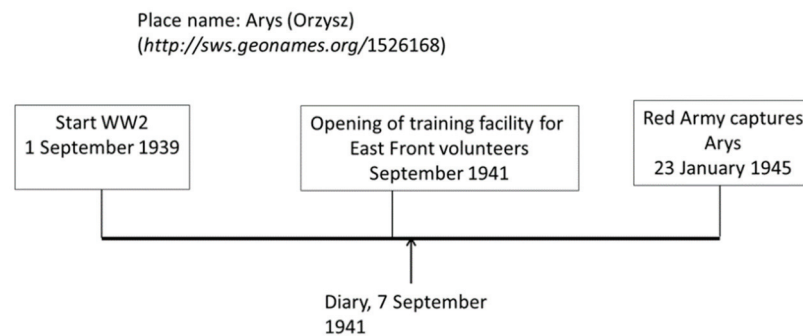 Place name: Arys (Orzysz)
(http://sws.geonames.org/1526168)
Start WW2
1 September 1939
Opening of training facility for
East Front volunteers
September 1941
Red Army captures
Arys
23 January 1945
Diary, 7 September
1941